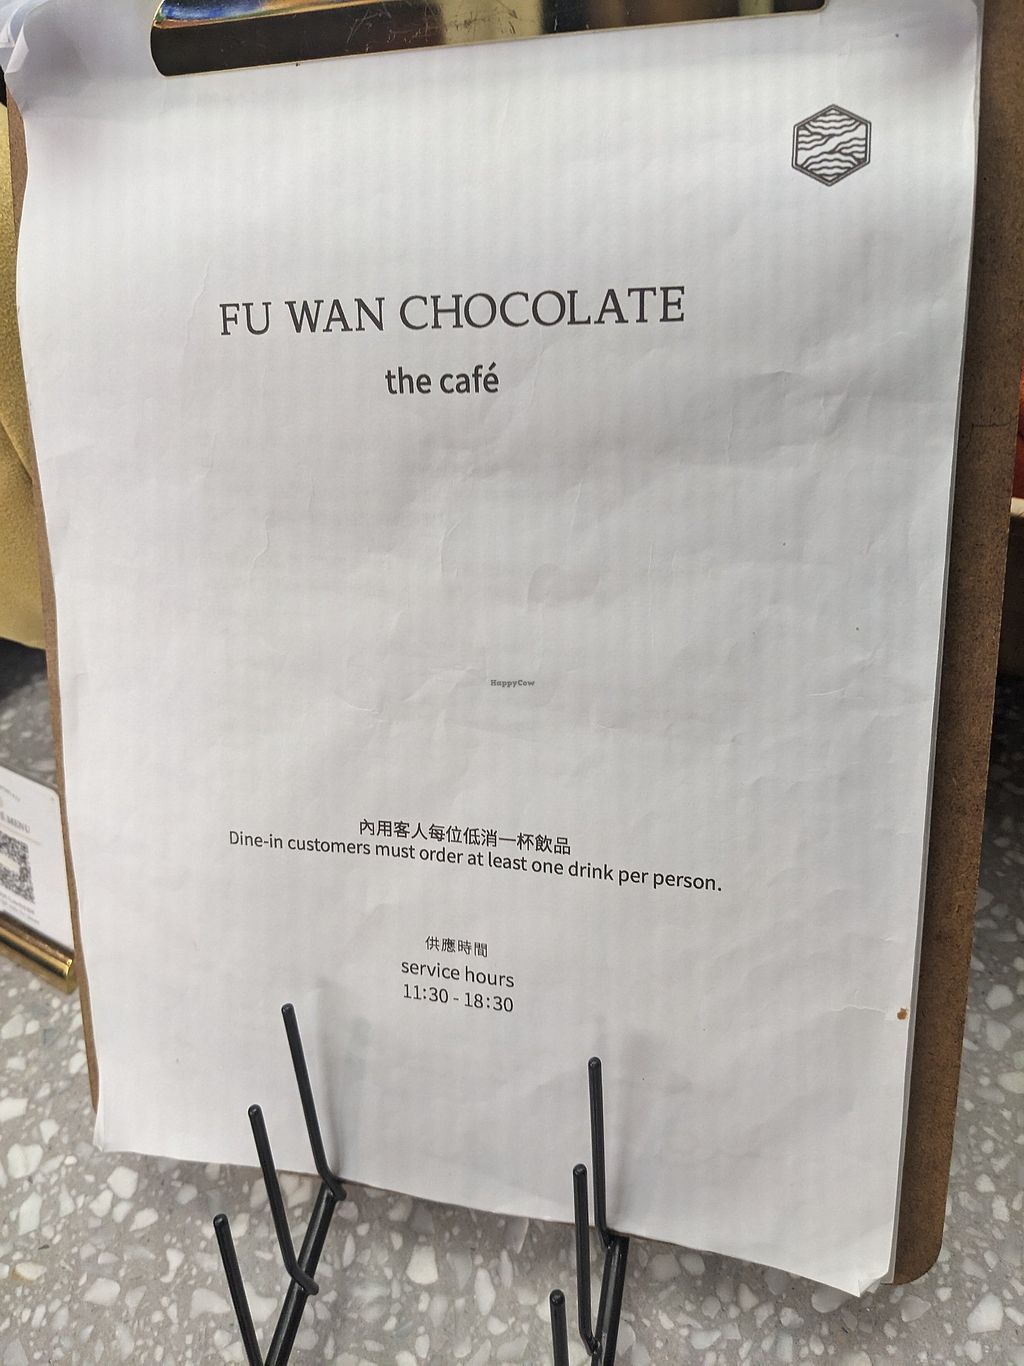 FU WAN CHOCOLATE
the café
HappyCow
內用客人每位低消一杯飲品
Dine-in customers must order at least one drink per person.
供應時間
service hours
11:30 - 18:30
MENU